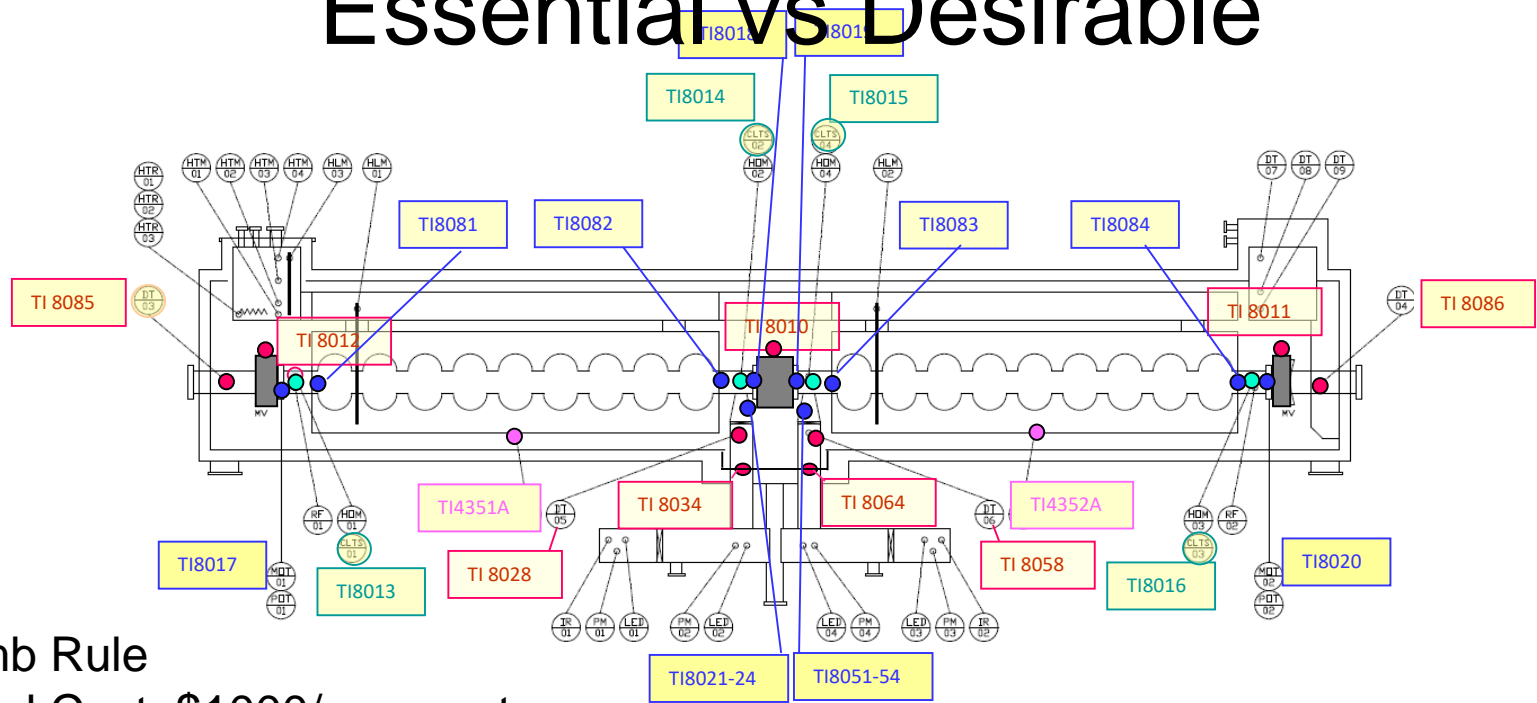 Essential vs Desirable
TI8018
TI8019
TI8014
TI8015
CLTS 02
CLTS 04
HOM 02
HOM 04
HLM 02
HTR 01
HTR 02
HTR 03
HTM 01
HTM 02
HTM 03
HTM 04
HLM 03
HLM 01
DT 07
DT 08
DT 09
TI8081
TI8082
TI8083
TI8084
TI 8085
DT 03
TI 8012
TI 8010
TI 8011
DT 04
TI 8086
MV
MV
TI4351A
DT 05
TI 8034
TI 8064
DT 06
TI4352A
RF 01
HOM 01
CLTS 01
HOM 03
RF 02
CLTS 03
TI8017
MOT 01
POT 01
TI8013
TI 8028
TI 8058
TI8016
MOT 02
POT 02
TI8020
IR 01
PM 01
LED 01
PM 02
LED 02
LED 04
PM 04
LED 03
PM 03
IR 02
TI8021-24
TI8051-54
Rule
$1000/